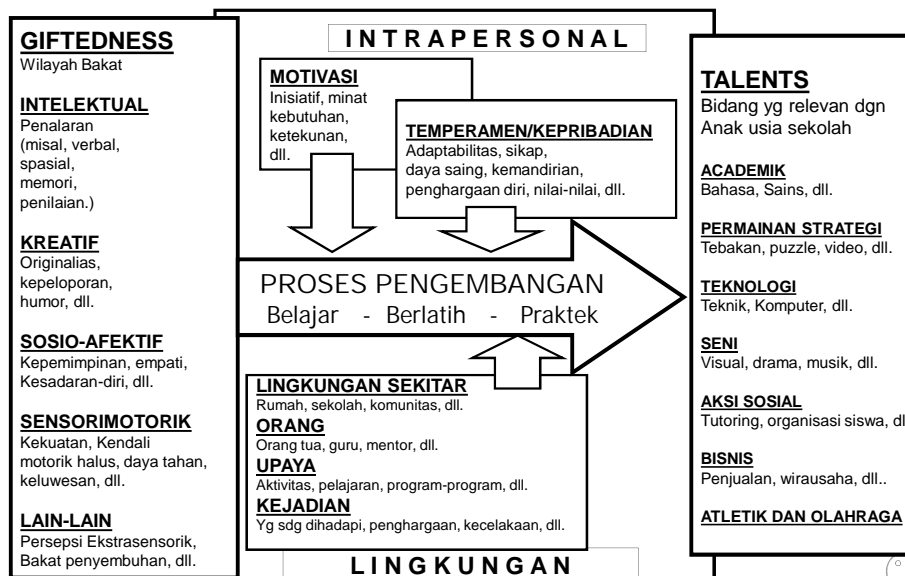 GIFTEDNESS
Wilayah Bakat
INTELEKTUAL
Penalaran
(misal, verbal,
spasial,
memori,
penilaian.)
KREATIF
Originalias,
kepeloporan,
humor, dll.
SOSIO-AFEKTIF
Kepemimpinan, empati,
Kesadaran-diri, dll.
SENSORIMOTORIK
Kekuatan, Kendali
motorik halus, daya tahan,
keluwesan, dll.
LAIN-LAIN
Persepsi Ekstrasensorik,
Bakat penyembuhan, dll.
INTRAPERSONAL
MOTIVASI
Inisiatif, minat
kebutuhan,
ketekunan,
dll.
TEMPERAMEN/KEPRIBADIAN
Adaptabilitas, sikap,
daya saing, kemandirian,
penghargaan diri, nilai-nilai, dll.
PROSES PENGEMBANGAN
Belajar - Berlatih - Praktek
LINGKUNGAN SEKITAR
Rumah, sekolah, komunitas, dll.
ORANG
Orang tua, guru, mentor, dll.
UPAYA
Aktivitas, pelajaran, program-program, dll.
KEJADIAN
Yg sdg dihadapi, penghargaan, kecelakaan, dll.
LINGKUNGAN
TALENTS
Bidang yg relevan dgn
Anak usia sekolah
ACADEMIK
Bahasa, Sains, dll.
PERMAINAN STRATEGI
Tebakan, puzzle, video, dll.
TEKNOLOGI
Teknik, Komputer, dll.
SENI
Visual, drama, musik, dll.
AKSI SOSIAL
Tutoring, organisasi siswa, dl
BISNIS
Penjualan, wirausaha, dll..
ATLETIK DAN OLAHRAGA